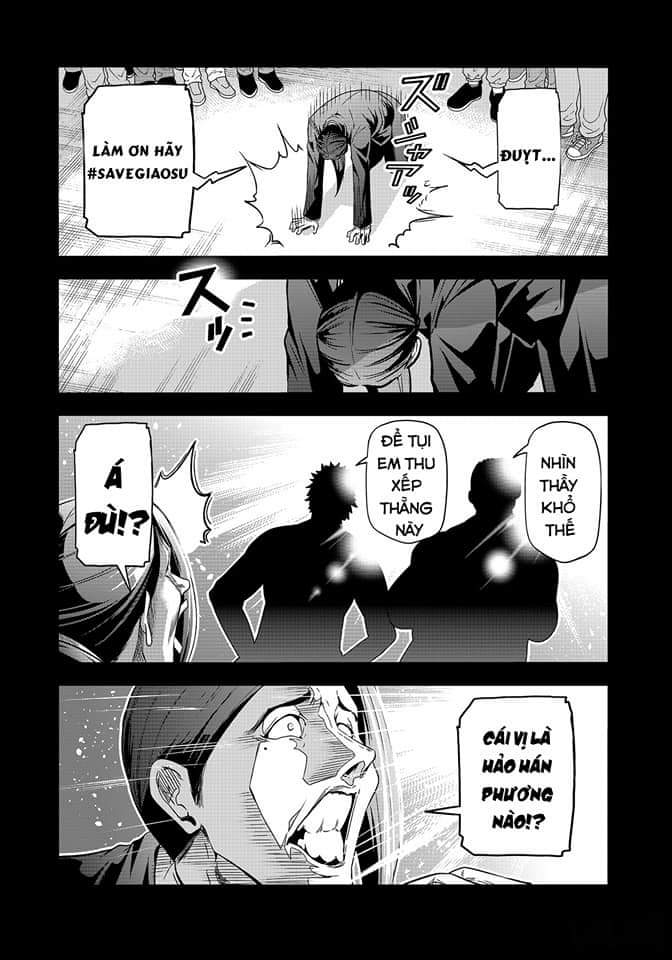 ĐUỴT...
ズ
ヂャアッ
LÀM ƠN HÃY
#SAVEGIAOSU
スッ
NHÌN
THẦY
KHỔ
THẾ
ĐỂ TỤI
EM THU
XẾP
THẰNG
NÀY
Á
ĐÙ!?
CÁI VỊ LÀ
HẢO HÁN
PHƯƠNG
NÀO!?